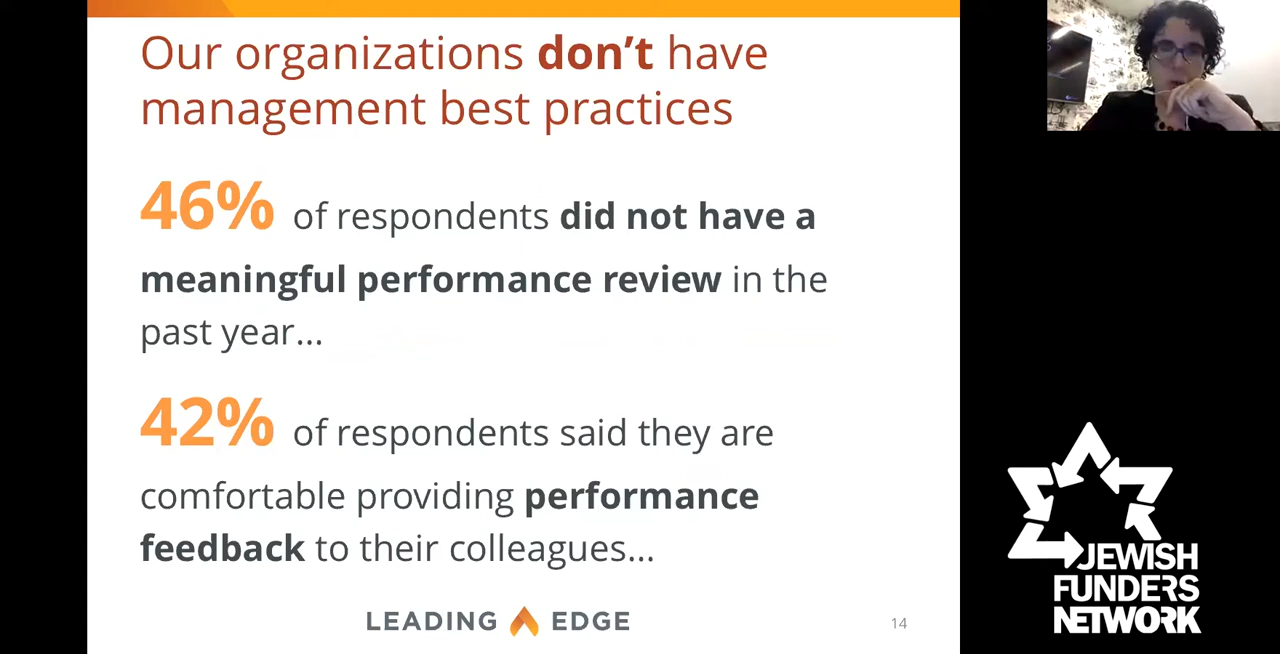 Our organizations don’t have
management best practices
46% of respondents did not have a
meaningful performance review in the
past year...
42% of respondents said they are
comfortable providing performance
feedback to their colleagues...
LEADING EDGE
14
JEWISH
FUNDERS
NETWORK